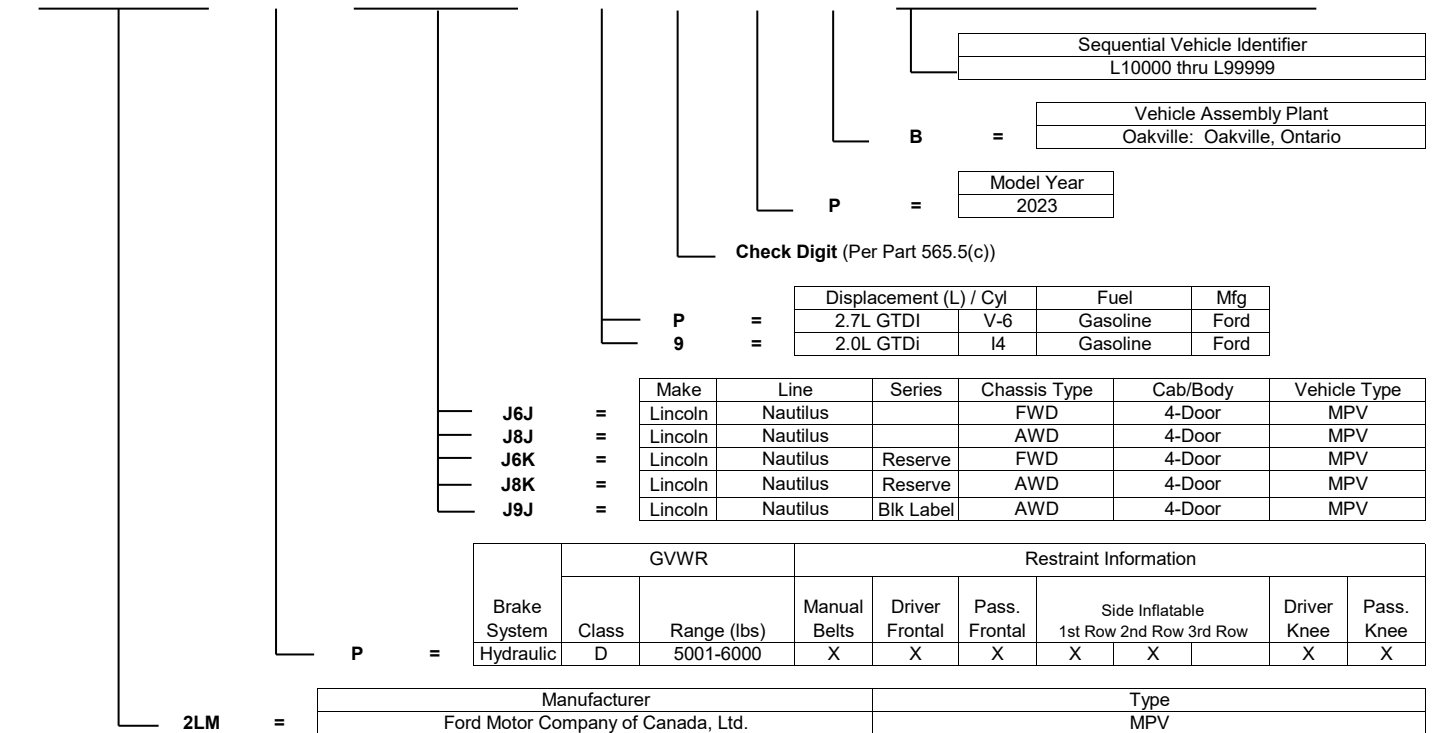 Sequential Vehicle Identifier
L10000 thru L99999
Vehicle Assembly Plant
B = Oakville: Oakville, Ontario
Model Year
P = 2023
Check Digit (Per Part 565.5(c))
Displacement (L) / Cyl Fuel Mfg
P = 2.7L GTDI V-6 Gasoline Ford
9 = 2.0L GTDi I4 Gasoline Ford
Make Line Series Chassis Type Cab/Body Vehicle Type
J6J = Lincoln Nautilus FWD 4-Door MPV
J8J = Lincoln Nautilus AWD 4-Door MPV
J6K = Lincoln Nautilus Reserve FWD 4-Door MPV
J8K = Lincoln Nautilus Reserve AWD 4-Door MPV
J9J = Lincoln Nautilus Blk Label AWD 4-Door MPV
GVWR Restraint Information
Brake Manual Driver Pass. Side Inflatable Driver Pass.
System Class Range (lbs) Belts Frontal Frontal 1st Row 2nd Row 3rd Row Knee Knee
P = Hydraulic D 5001-6000 X X X X X X X
Manufacturer Type
2LM = Ford Motor Company of Canada, Ltd. MPV